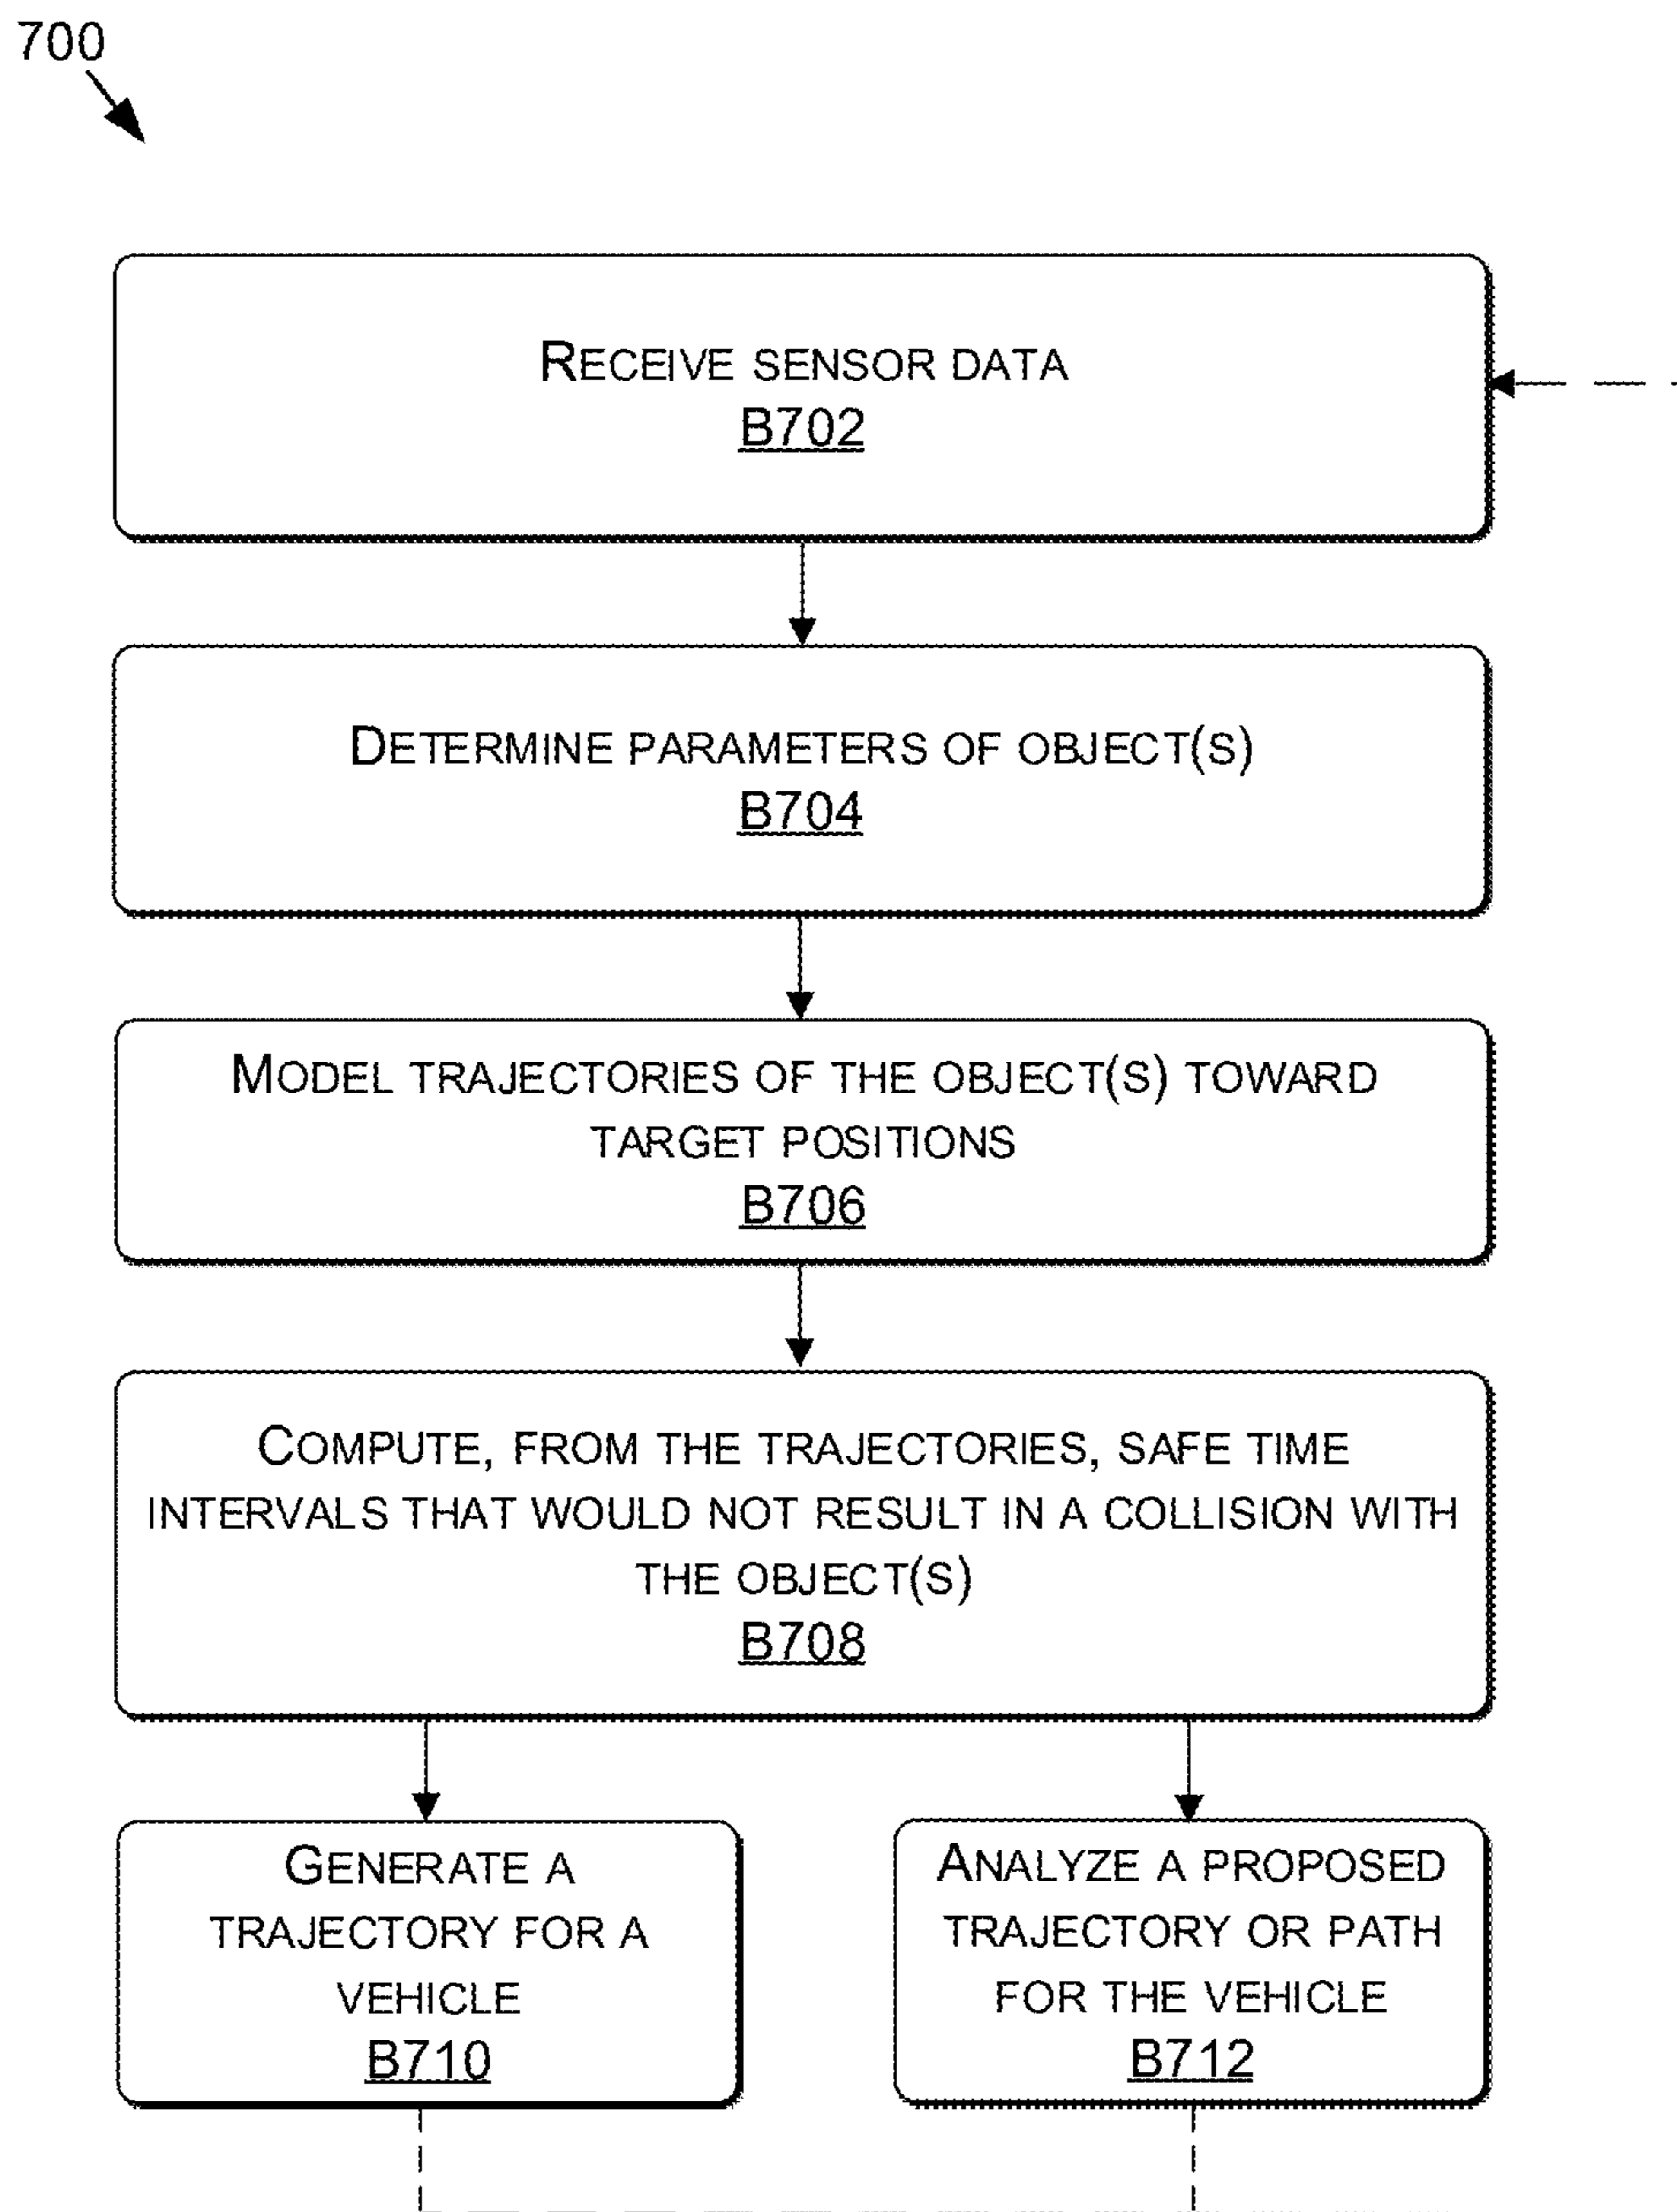 700
RECEIVE SENSOR DATA
B702
DETERMINE PARAMETERS OF OBJECT(S)
B704
MODEL TRAJECTORIES OF THE OBJECT(S) TOWARD
TARGET POSITIONS
B706
COMPUTE, FROM THE TRAJECTORIES, SAFE TIME
INTERVALS THAT WOULD NOT RESULT IN A COLLISION WITH
THE OBJECT(S)
B708
GENERATE A
TRAJECTORY FOR A
VEHICLE
B710
ANALYZE A PROPOSED
TRAJECTORY OR PATH
FOR THE VEHICLE
B712